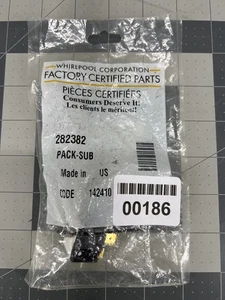 WHIRLPOOL CORPORATION
FACTORY CERTIFIED PARTS
PIÈCES CERTIFIÉES
Consumers Deserve It!
Les clients le méritent!
282382
PACK-SUB
Made in US
CODE 142410
00186